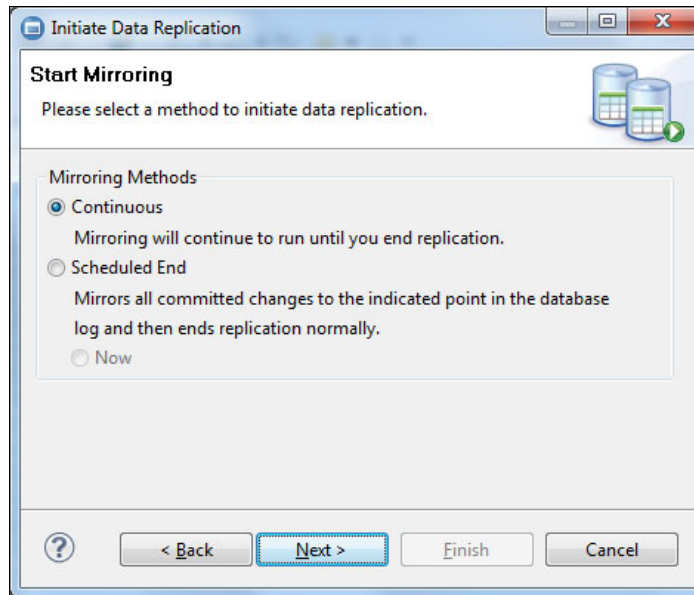 Initiate Data Replication
Start Mirroring
Please select a method to initiate data replication.
Mirroring Methods
Continuous
Mirroring will continue to run until you end replication.
Scheduled End
Mirrors all committed changes to the indicated point in the database
log and then ends replication normally.
Now
?
< Back
Next >
Finish
Cancel